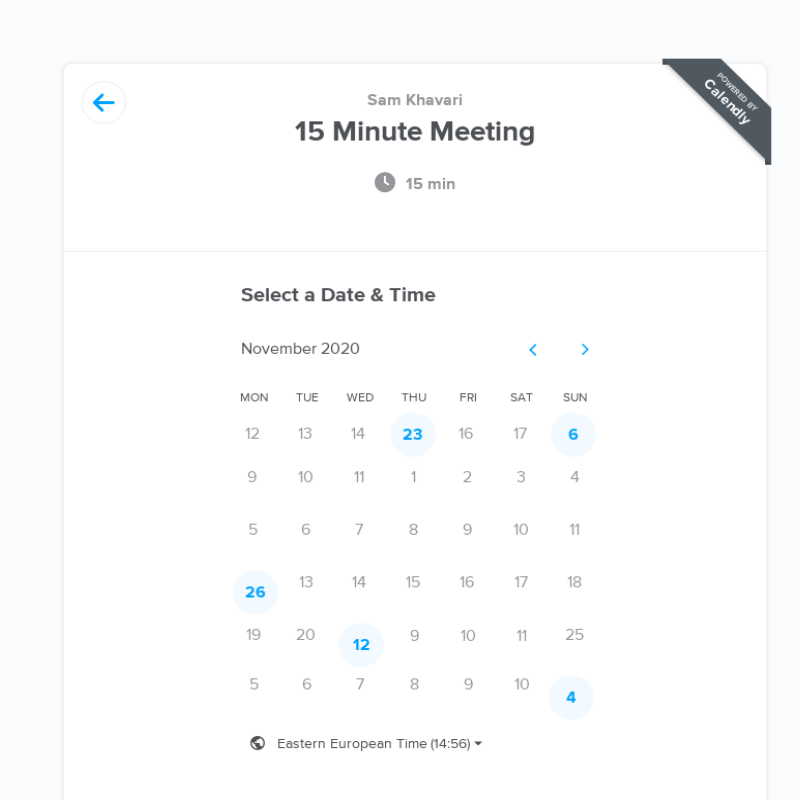 POWERED BY
Calendly
Sam Khavari
15 Minute Meeting
15 min
Select a Date & Time
November 2020
MON TUE WED THU FRI SAT SUN
12 13 14 23 16 17 6
9 10 11 1 2 3 4
5 6 7 8 9 10 11
26 13 14 15 16 17 18
19 20 12 9 10 11 25
5 6 7 8 9 10 4
Eastern European Time (14:56)